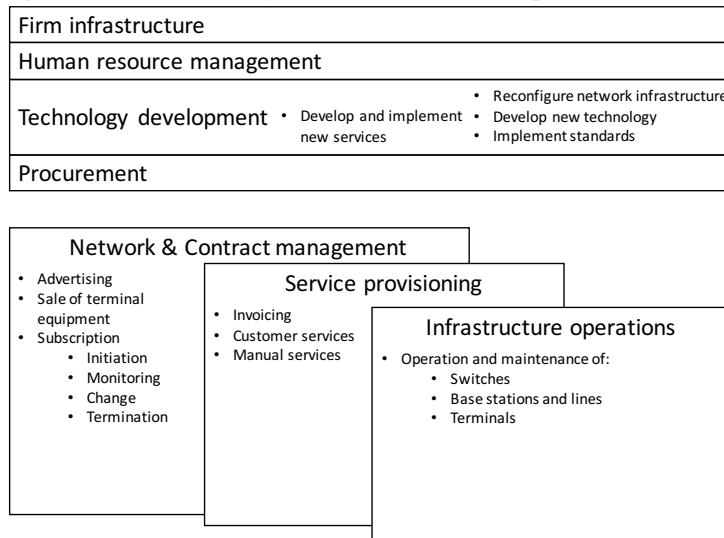 Firm infrastructure
Human resource management
Technology development
• Develop and implement
new services
• Reconfigure network infrastructure
• Develop new technology
• Implement standards
Procurement
Network & Contract management
• Advertising
• Sale of terminal
equipment
• Subscription
• Initiation
• Monitoring
• Change
• Termination
Service provisioning
• Invoicing
• Customer services
• Manual services
Infrastructure operations
• Operation and maintenance of:
• Switches
• Base stations and lines
• Terminals